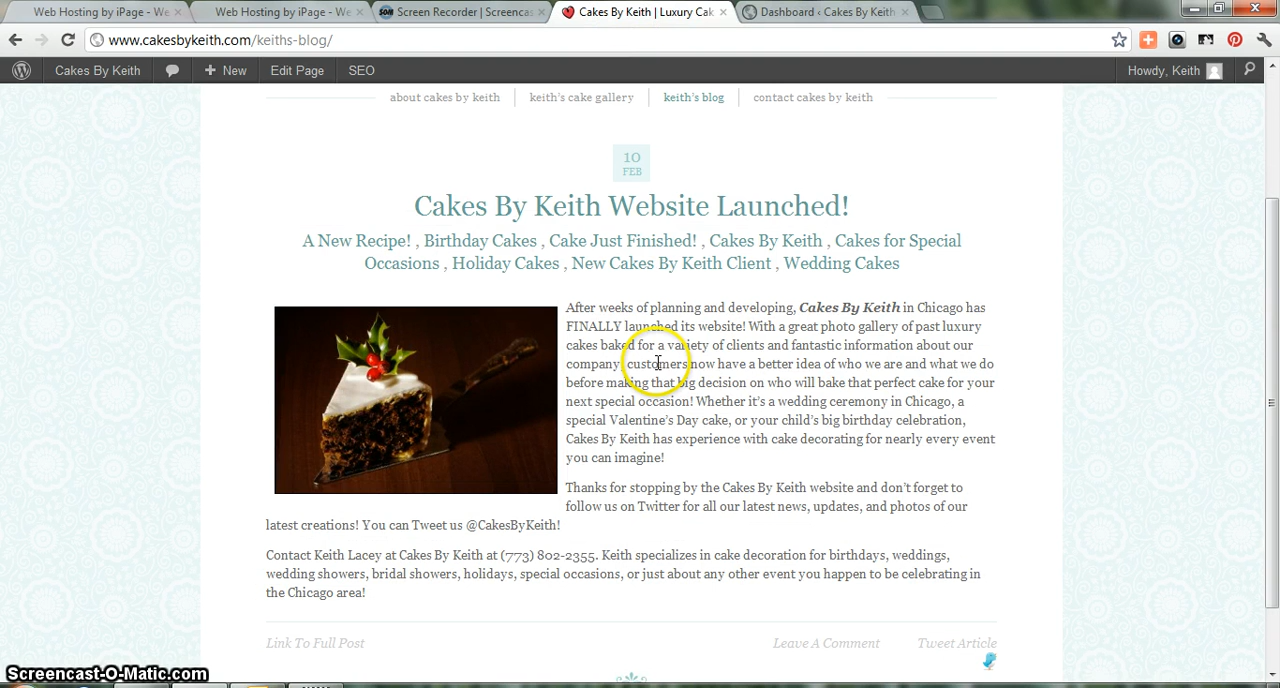 Web Hosting by iPage - We
Web Hosting by iPage - We
Screen Recorder | Screencas
Cakes By Keith | Luxury Cak
Dashboard ‹ Cakes By Keith
www.cakesbykeith.com/keiths-blog/
Cakes By Keith
New
Edit Page
SEO
Howdy, Keith
about cakes by keith
keith's cake gallery
keith's blog
contact cakes by keith
10
FEB
Cakes By Keith Website Launched!
A New Recipe! , Birthday Cakes , Cake Just Finished! , Cakes By Keith , Cakes for Special
Occasions , Holiday Cakes , New Cakes By Keith Client , Wedding Cakes
After weeks of planning and developing, Cakes By Keith in Chicago has
FINALLY launched its website! With a great photo gallery of past luxury
cakes baked for a variety of clients and fantastic information about our
company customers now have a better idea of who we are and what we do
before making that big decision on who will bake that perfect cake for your
next special occasion! Whether it's a wedding ceremony in Chicago, a
special Valentine's Day cake, or your child's big birthday celebration,
Cakes By Keith has experience with cake decorating for nearly every event
you can imagine!
Thanks for stopping by the Cakes By Keith website and don't forget to
follow us on Twitter for all our latest news, updates, and photos of our
latest creations! You can Tweet us @CakesByKeith!
Contact Keith Lacey at Cakes By Keith at (773) 802-2355. Keith specializes in cake decoration for birthdays, weddings,
wedding showers, bridal showers, holidays, special occasions, or just about any other event you happen to be celebrating in
the Chicago area!
Link To Full Post
Leave A Comment
Tweet Article
Screencast-O-Matic.com